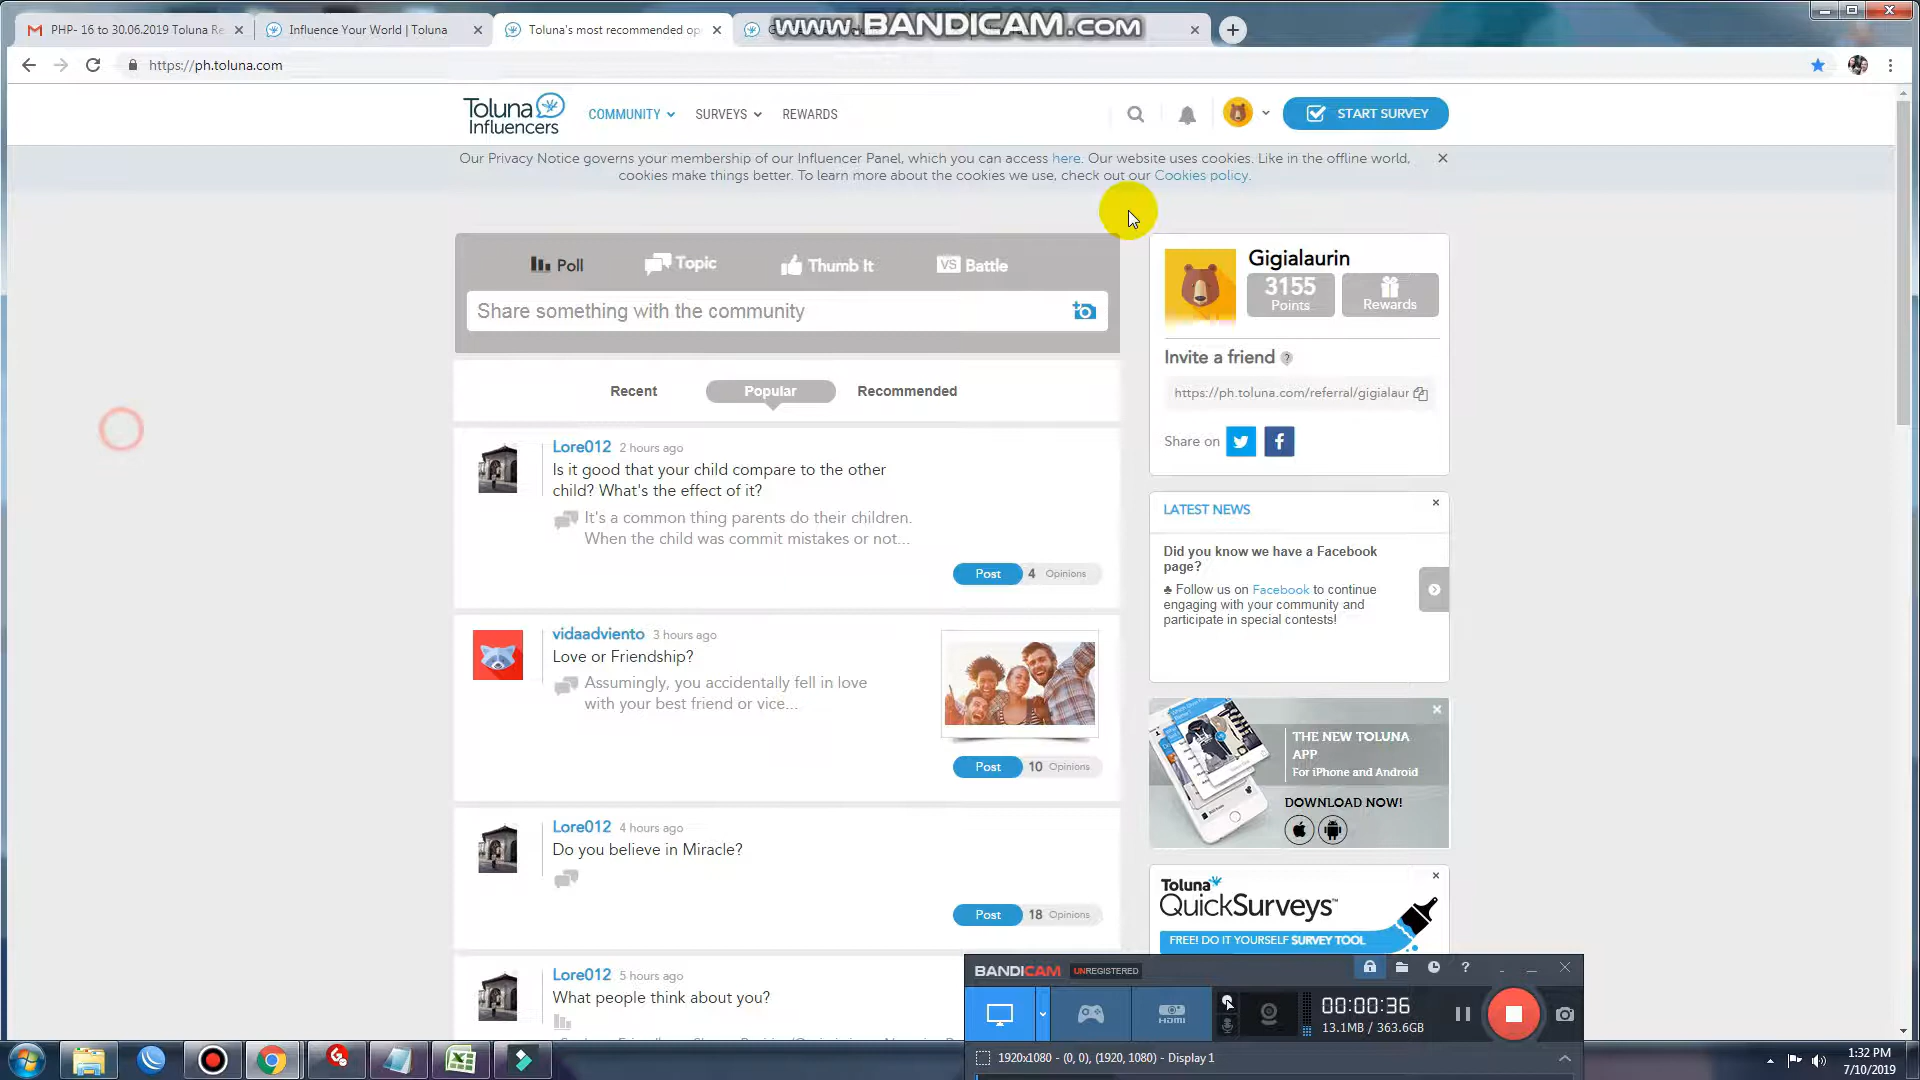 PHP- 16 to 30.06.2019 Toluna Re
Influence Your World | Toluna
Toluna's most recommended op
www.BANDICAM.com
https://ph.toluna.com
Toluna
Influencers
COMMUNITY
SURVEYS
REWARDS
START SURVEY
Our Privacy Notice governs your membership of our Influencer Panel, which you can access here. Our website uses cookies. Like in the offline world,
cookies make things better. To learn more about the cookies we use, check out our Cookies policy.
Poll
Topic
Thumb It
VS Battle
Share something with the community
Recent
Popular
Recommended
Lore012 2 hours ago
Is it good that your child compare to the other
child? What's the effect of it?
It's a common thing parents do their children.
When the child was commit mistakes or not...
Post 4 Opinions
vidaadviento 3 hours ago
Love or Friendship?
Assumingly, you accidentally fell in love
with your best friend or vice...
Post 10 Opinions
Lore012 4 hours ago
Do you believe in Miracle?
Post 18 Opinions
Lore012 5 hours ago
What people think about you?
Gigialaurin
3155
Points
Rewards
Invite a friend ?
https://ph.toluna.com/referral/gigialaur
Share on
LATEST NEWS
Did you know we have a Facebook
page?
♣ Follow us on Facebook to continue
engaging with your community and
participate in special contests!
THE NEW TOLUNA
APP
For iPhone and Android
DOWNLOAD NOW!
Toluna
QuickSurveys™
FREE! DO IT YOURSELF SURVEY TOOL
BANDICAM UNREGISTERED
HDMI
00:00:36
13.1MB / 363.6GB
1920x1080 - (0, 0), (1920, 1080) - Display 1
1:32 PM
7/10/2019